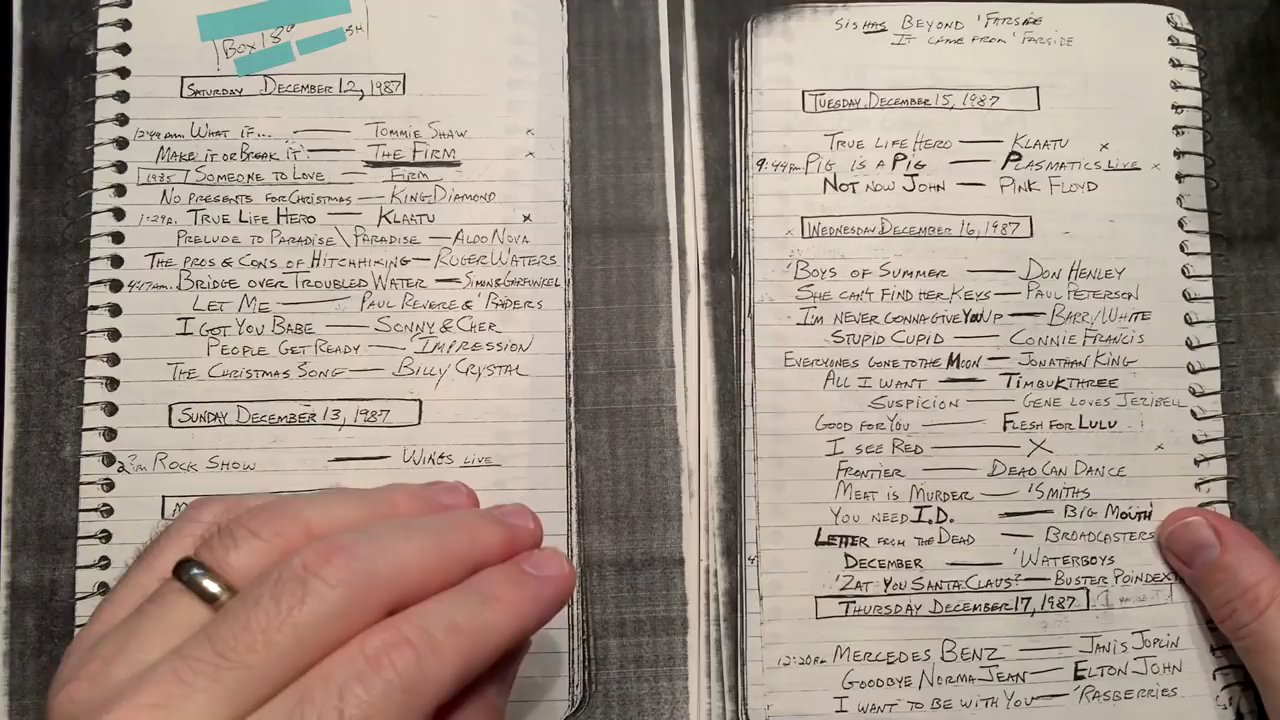 Box 18
SH
SATURDAY DECEMBER 12, 1987
12:49am. WHAT IF... — TOMMIE SHAW x
MAKE IT OR BREAK IT — THE FIRM x
1985 SOMEONE TO LOVE — FIRM
NO PRESENTS FOR CHRISTMAS — KING DIAMOND
1:29A. TRUE LIFE HERO — KLAATU x
PRELUDE TO PARADISE \ PARADISE — ALDO NOVA
THE PROS & CONS OF HITCHHIKING — ROGER WATERS
4:47am. BRIDGE OVER TROUBLED WATER — SIMON & GARFUNKEL
LET ME — PAUL REVERE & 'RAIDERS
I GOT YOU BABE — SONNY & CHER
PEOPLE GET READY — 'IMPRESSION
THE CHRISTMAS SONG — BILLY CRYSTAL
SUNDAY DECEMBER 13, 1987
ROCK SHOW — WINGS LIVE
M
SIS HAS BEYOND 'FARSIDE
IT CAME FROM 'FARSIDE
TUESDAY DECEMBER 15, 1987
TRUE LIFE HERO — KLAATU x
9:44pm PIG IS A PIG — PLASMATICS LIVE x
NOT NOW JOHN — PINK FLOYD
x WEDNESDAY DECEMBER 16, 1987
'BOYS OF SUMMER — DON HENLEY
SHE CAN'T FIND HER KEYS — PAUL PETERSON
I'M NEVER GONNA GIVE YOU UP — BARRY WHITE
STUPID CUPID — CONNIE FRANCIS
EVERYONES GONE TO THE MOON — JONATHAN KING
ALL I WANT — TIMBUKTHREE
SUSPICION — GENE LOVES JEZIBELL
GOOD FOR YOU — FLESH FOR LULU
I SEE RED — X x
FRONTIER — DEAD CAN DANCE
MEAT IS MURDER — 'SMITHS
YOU NEED I.D. — BIG MOUTH
LETTER FROM THE DEAD — BROADCASTERS
DECEMBER — 'WATERBOYS
'ZAT YOU SANTA CLAUS? — BUSTER POINDEXT
THURSDAY DECEMBER 17, 1987
12:20pm MERCEDES BENZ — JANIS JOPLIN
GOODBYE NORMA JEAN — ELTON JOHN
I WANT TO BE WITH YOU — 'RASBERRIES